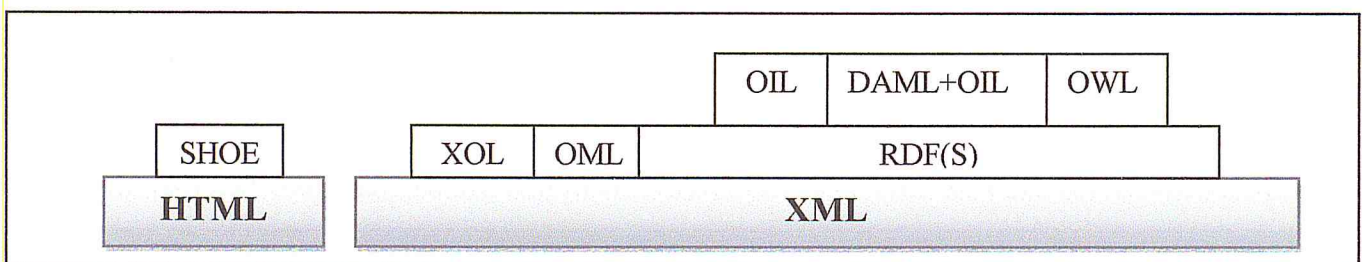 OIL DAML+OIL OWL
SHOE XOL OML RDF(S)
HTML XML